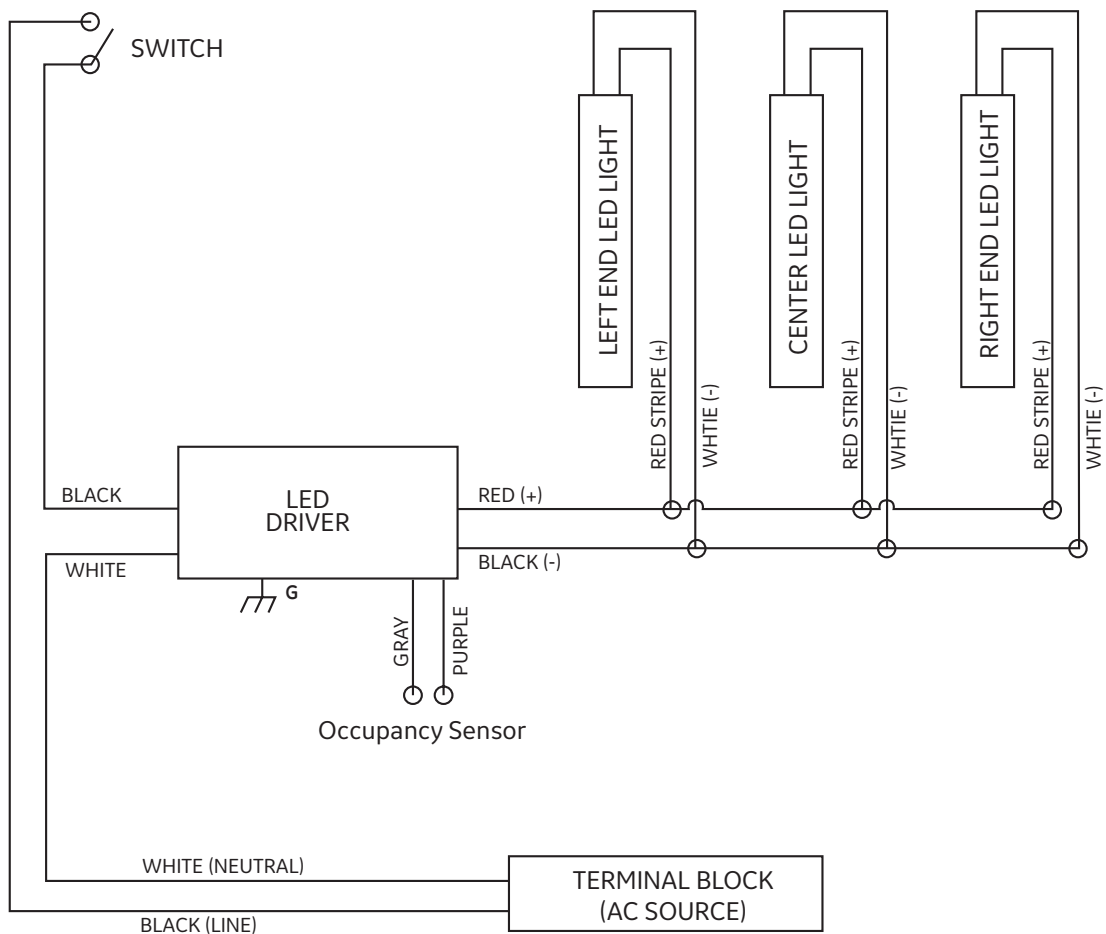 SWITCH
LEFT END LED LIGHT
CENTER LED LIGHT
RIGHT END LED LIGHT
RED STRIPE (+)
WHTIE (-)
RED STRIPE (+)
WHTIE (-)
RED STRIPE (+)
WHTIE (-)
BLACK
LED
DRIVER
RED (+)
WHITE
BLACK (-)
G
GRAY
PURPLE
Occupancy Sensor
WHITE (NEUTRAL)
TERMINAL BLOCK
(AC SOURCE)
BLACK (LINE)